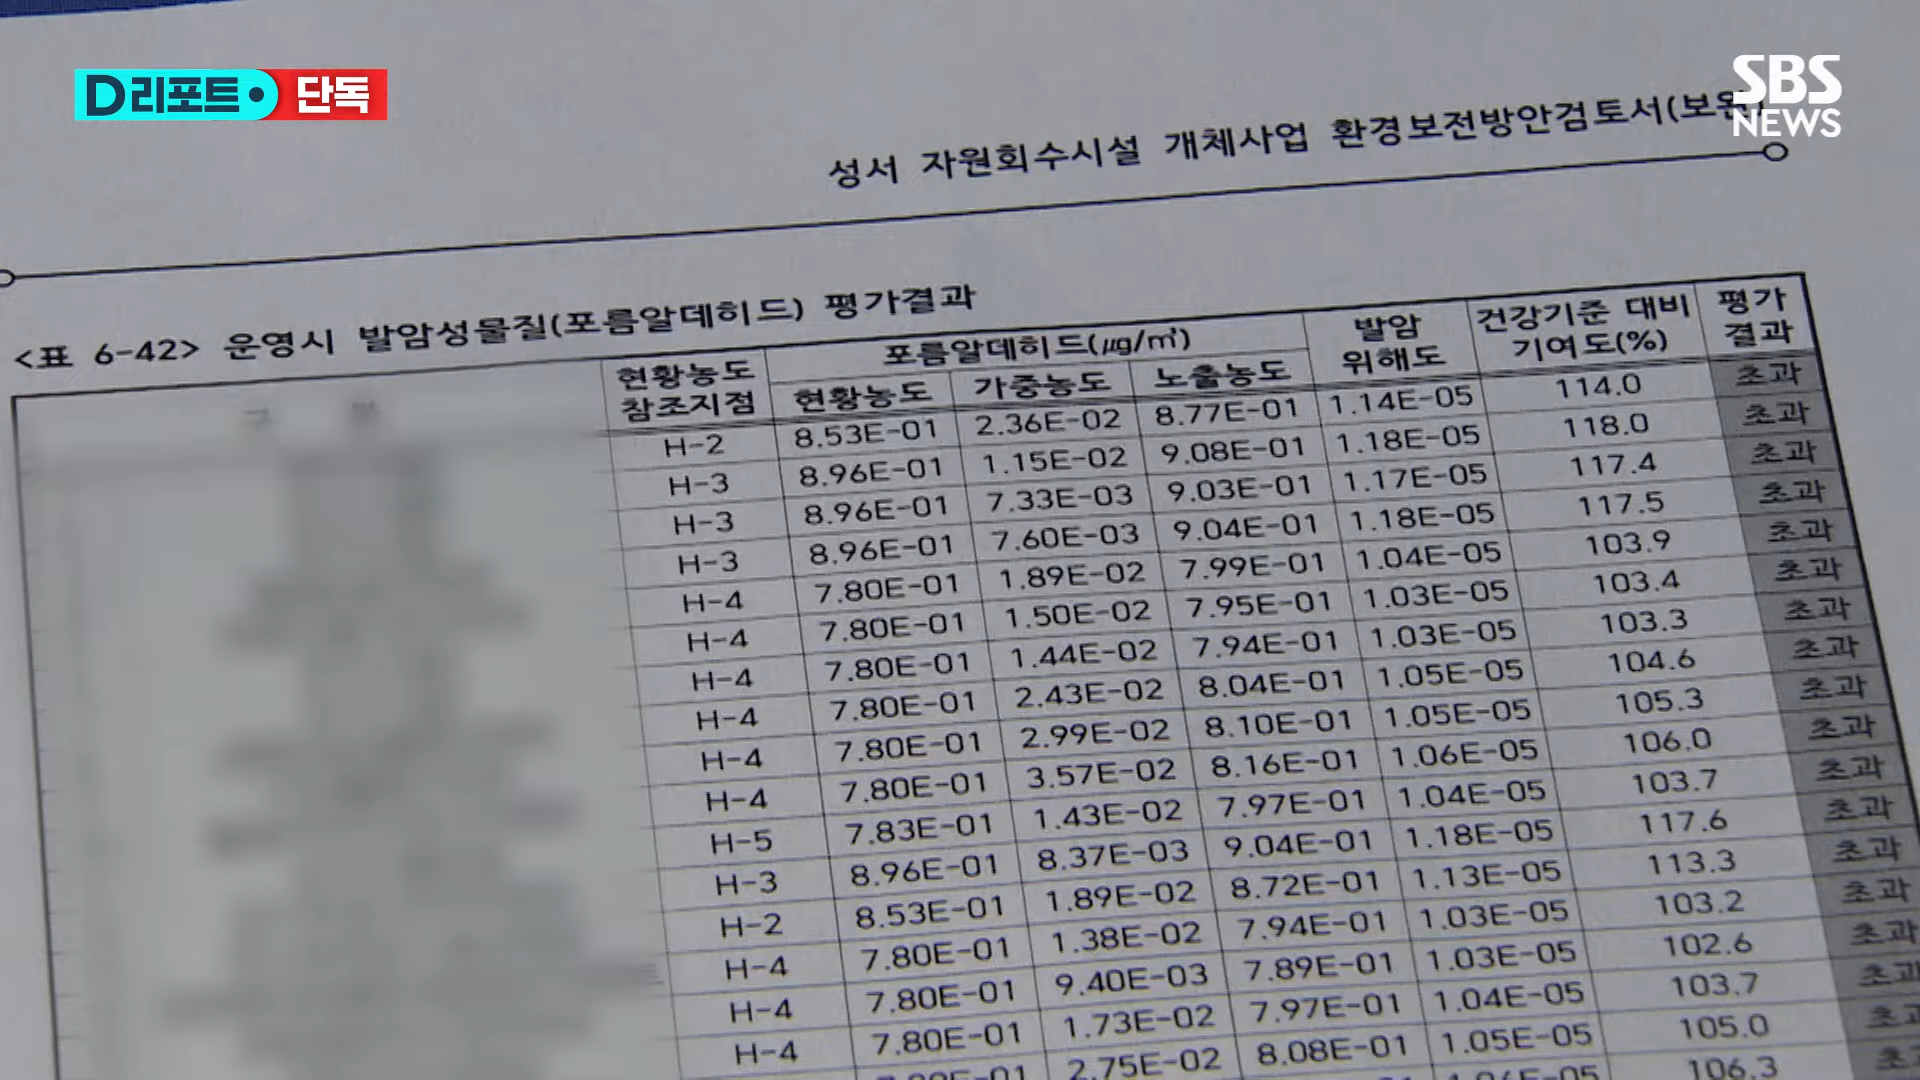 D리포트 단독
SBS
NEWS
성서 자원회수시설 개체사업 환경보전방안검토서(보완)
<표 6-42> 운영시 발암성물질(포름알데히드) 평가결과
구 분 현황농도 참조지점 포름알데히드(㎍/㎥) 발암 위해도 건강기준 대비 기여도(%) 평가 결과
현황농도 가중농도 노출농도
H-2 8.53E-01 2.36E-02 8.77E-01 1.14E-05 114.0 초과
H-3 8.96E-01 1.15E-02 9.08E-01 1.18E-05 118.0 초과
H-3 8.96E-01 7.33E-03 9.03E-01 1.17E-05 117.4 초과
H-3 8.96E-01 7.60E-03 9.04E-01 1.18E-05 117.5 초과
H-4 7.80E-01 1.89E-02 7.99E-01 1.04E-05 103.9 초과
H-4 7.80E-01 1.50E-02 7.95E-01 1.03E-05 103.4 초과
H-4 7.80E-01 1.44E-02 7.94E-01 1.03E-05 103.3 초과
H-4 7.80E-01 2.43E-02 8.04E-01 1.05E-05 104.6 초과
H-4 7.80E-01 2.99E-02 8.10E-01 1.05E-05 105.3 초과
H-4 7.80E-01 3.57E-02 8.16E-01 1.06E-05 106.0 초과
H-5 7.83E-01 1.43E-02 7.97E-01 1.04E-05 103.7 초과
H-3 8.96E-01 8.37E-03 9.04E-01 1.18E-05 117.6 초과
H-2 8.53E-01 1.89E-02 8.72E-01 1.13E-05 113.3 초과
H-4 7.80E-01 1.38E-02 7.94E-01 1.03E-05 103.2 초과
H-4 7.80E-01 9.40E-03 7.89E-01 1.03E-05 102.6 초과
H-4 7.80E-01 1.73E-02 7.97E-01 1.04E-05 103.7 초과
2.75E-02 8.08E-01 1.05E-05 105.0 초과
106.3